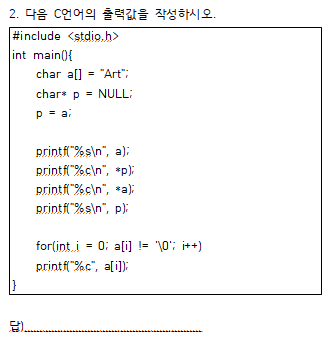 2. 다음 C언어의 출력값을 작성하시오.
#include <stdio.h>
int main(){
char a[] = "Art";
char* p = NULL;
p = a;
printf("%s\n", a);
printf("%c\n", *p);
printf("%c\n", *a);
printf("%s\n", p);
for(int i = 0; a[i] != '\0'; i++)
printf("%c", a[i]);
}
답)